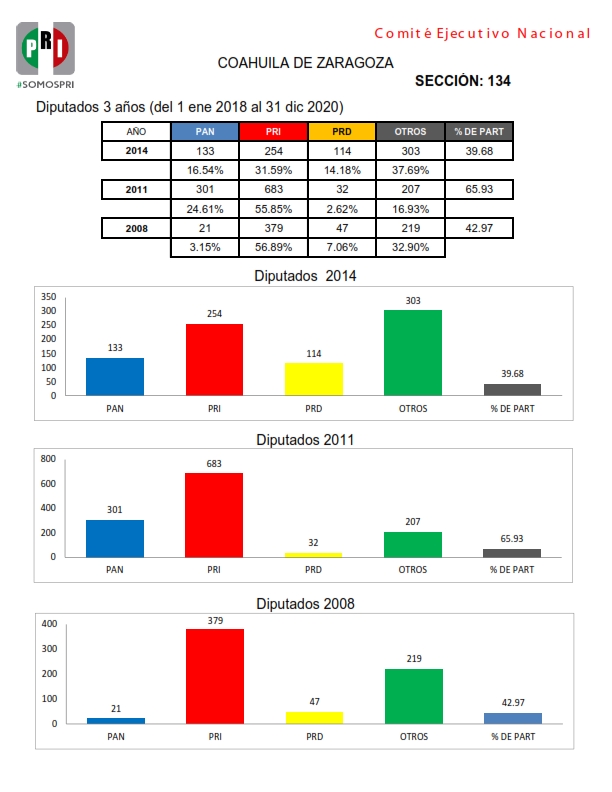 Comité Ejecutivo Nacional
PRI
#SOMOSPRI
COAHUILA DE ZARAGOZA
SECCIÓN: 134
Diputados 3 años (del 1 ene 2018 al 31 dic 2020)
AÑO PAN PRI PRD OTROS % DE PART
2014 133 254 114 303 39.68
16.54% 31.59% 14.18% 37.69%
2011 301 683 32 207 65.93
24.61% 55.85% 2.62% 16.93%
2008 21 379 47 219 42.97
3.15% 56.89% 7.06% 32.90%
Diputados 2014
350
300
250
200
150
100
50
0
133
254
114
303
39.68
PAN PRI PRD OTROS % DE PART
Diputados 2011
800
600
400
200
0
301
683
32
207
65.93
PAN PRI PRD OTROS % DE PART
Diputados 2008
400
300
200
100
0
21
379
47
219
42.97
PAN PRI PRD OTROS % DE PART